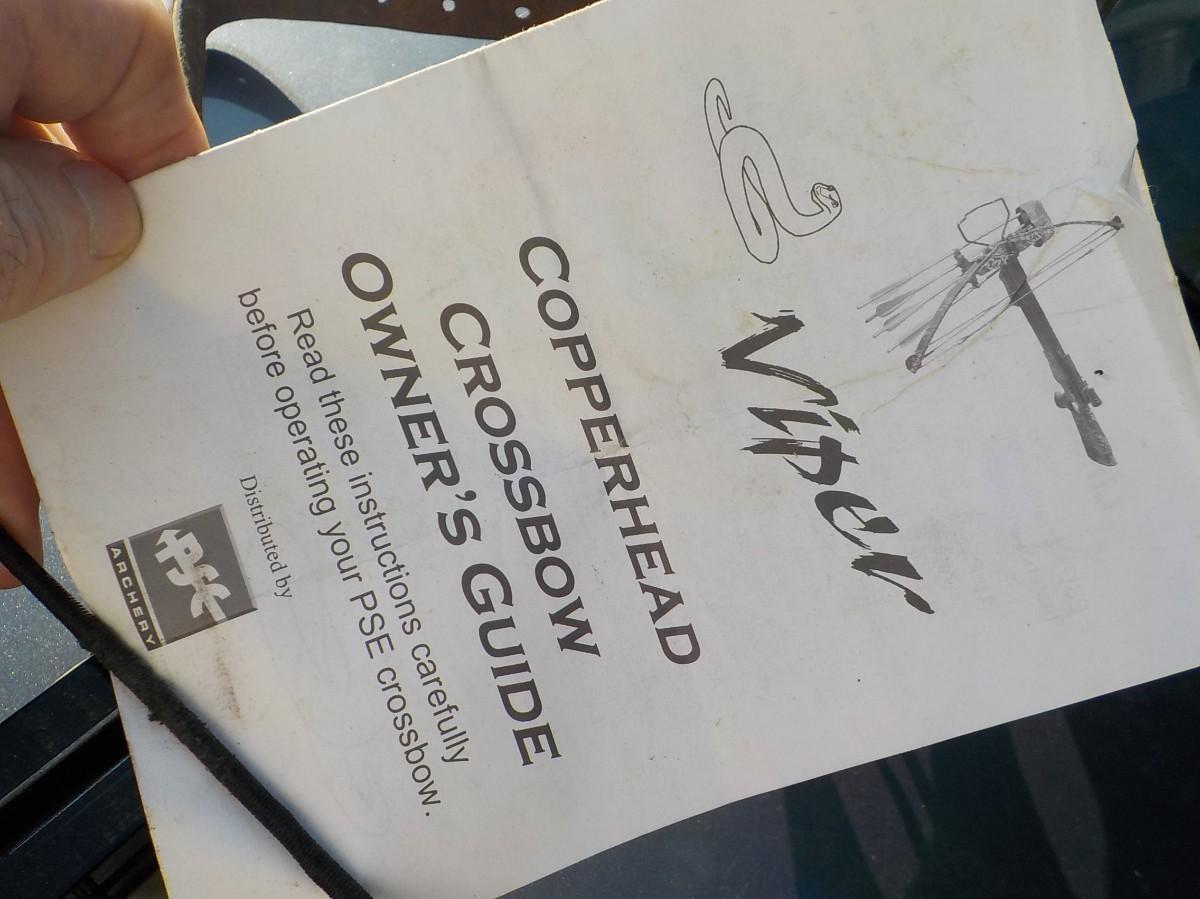 Viper
COPPERHEAD
CROSSBOW
OWNER'S GUIDE
Read these instructions carefully
before operating your PSE crossbow.
Distributed by
PSE
ARCHERY